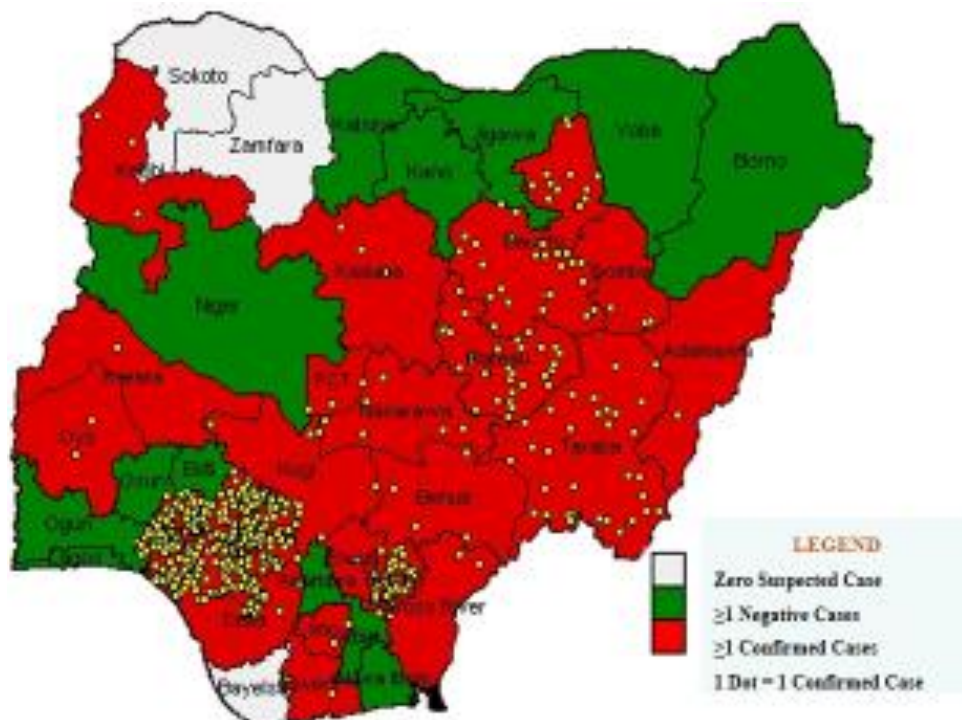 Sokoto
Zamfara
Katsina
Jigawa
Yobe
Borno
Kano
Kebbi
Bauchi
Gombe
Kaduna
Niger
Adamawa
Plateau
Kwara
FCT
Nasarawa
Oyo
Taraba
Kogi
Ekiti
Osun
Benue
Ogun
Lagos
Cross River
Bayelsa
LEGEND
Zero Suspected Case
≥1 Negative Cases
≥1 Confirmed Cases
1 Dot = 1 Confirmed Case